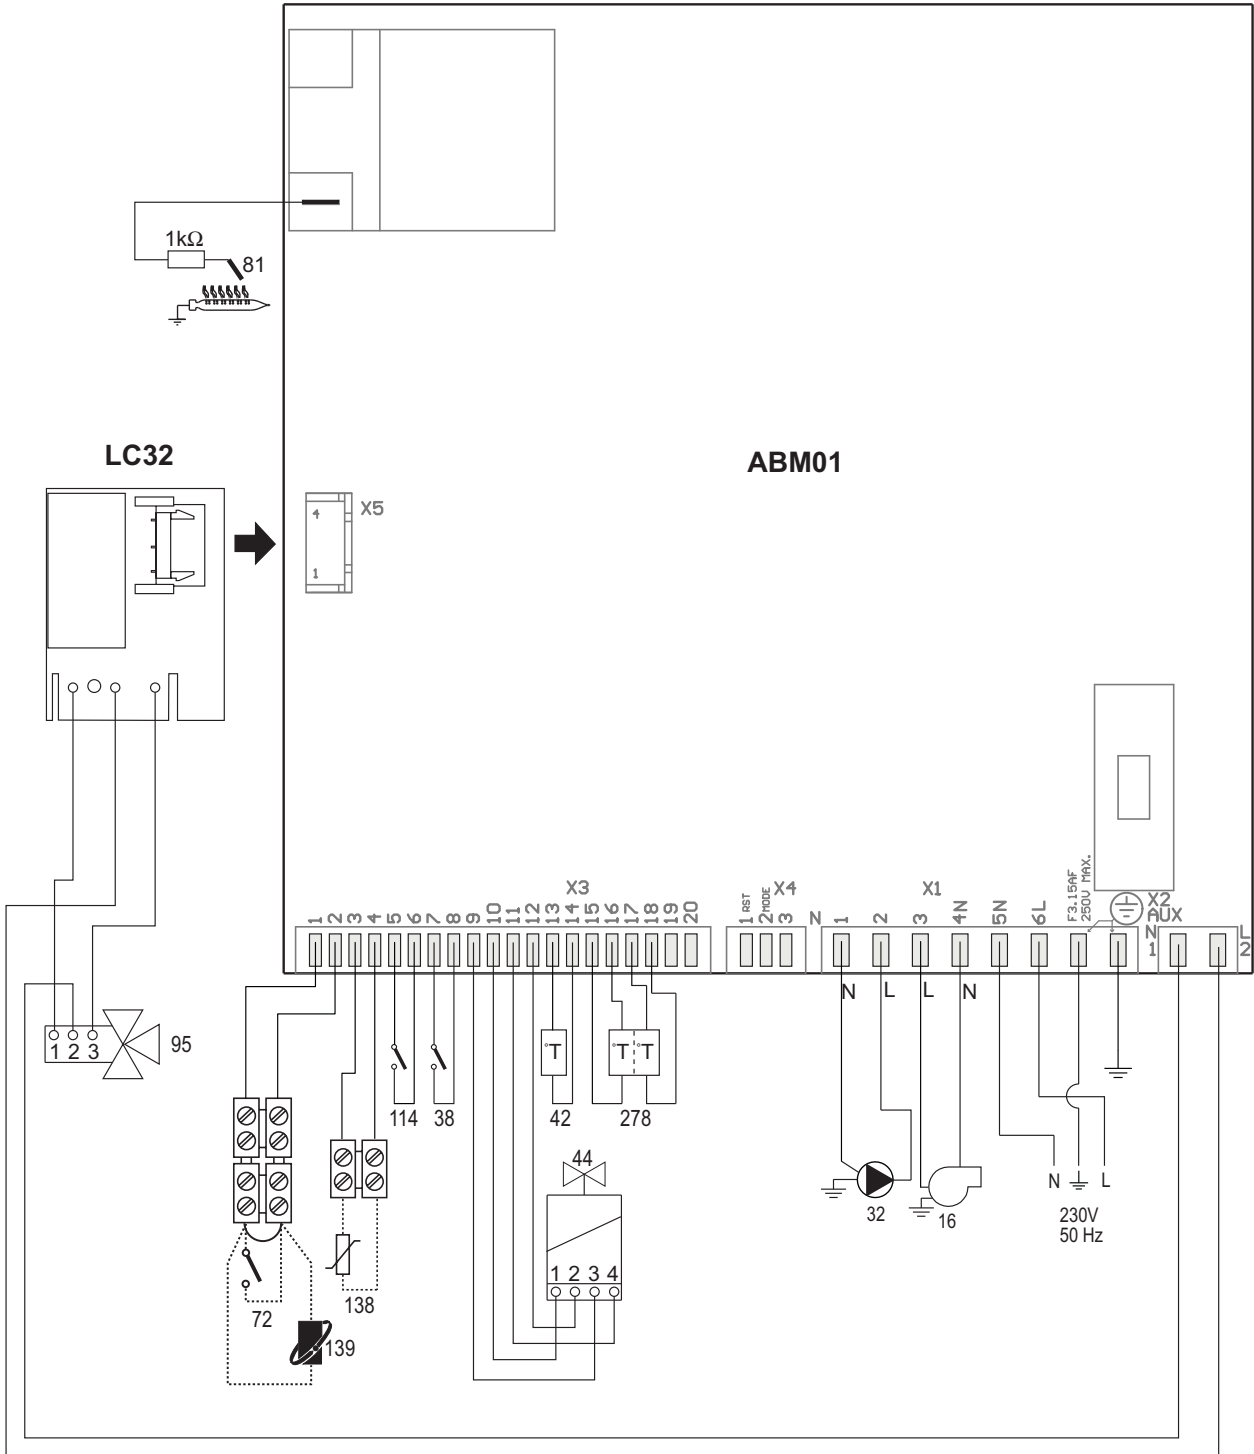 1kΩ
81
LC32
ABM01
X5
4
1
X3
X4
X1
X2
AUX
1 2 3 4 5 6 7 8 9 10 11 12 13 14 15 16 17 18 19 20
1 RST
2 MODE
3
N
1 2 3 4N 5N 6L
F3.15AF
250V MAX.
N
1
L
2
N L L N
1 2 3
95
°T
°T °T
114
38
42
278
44
1 2 3 4
32
16
N L
230V
50 Hz
72
138
139